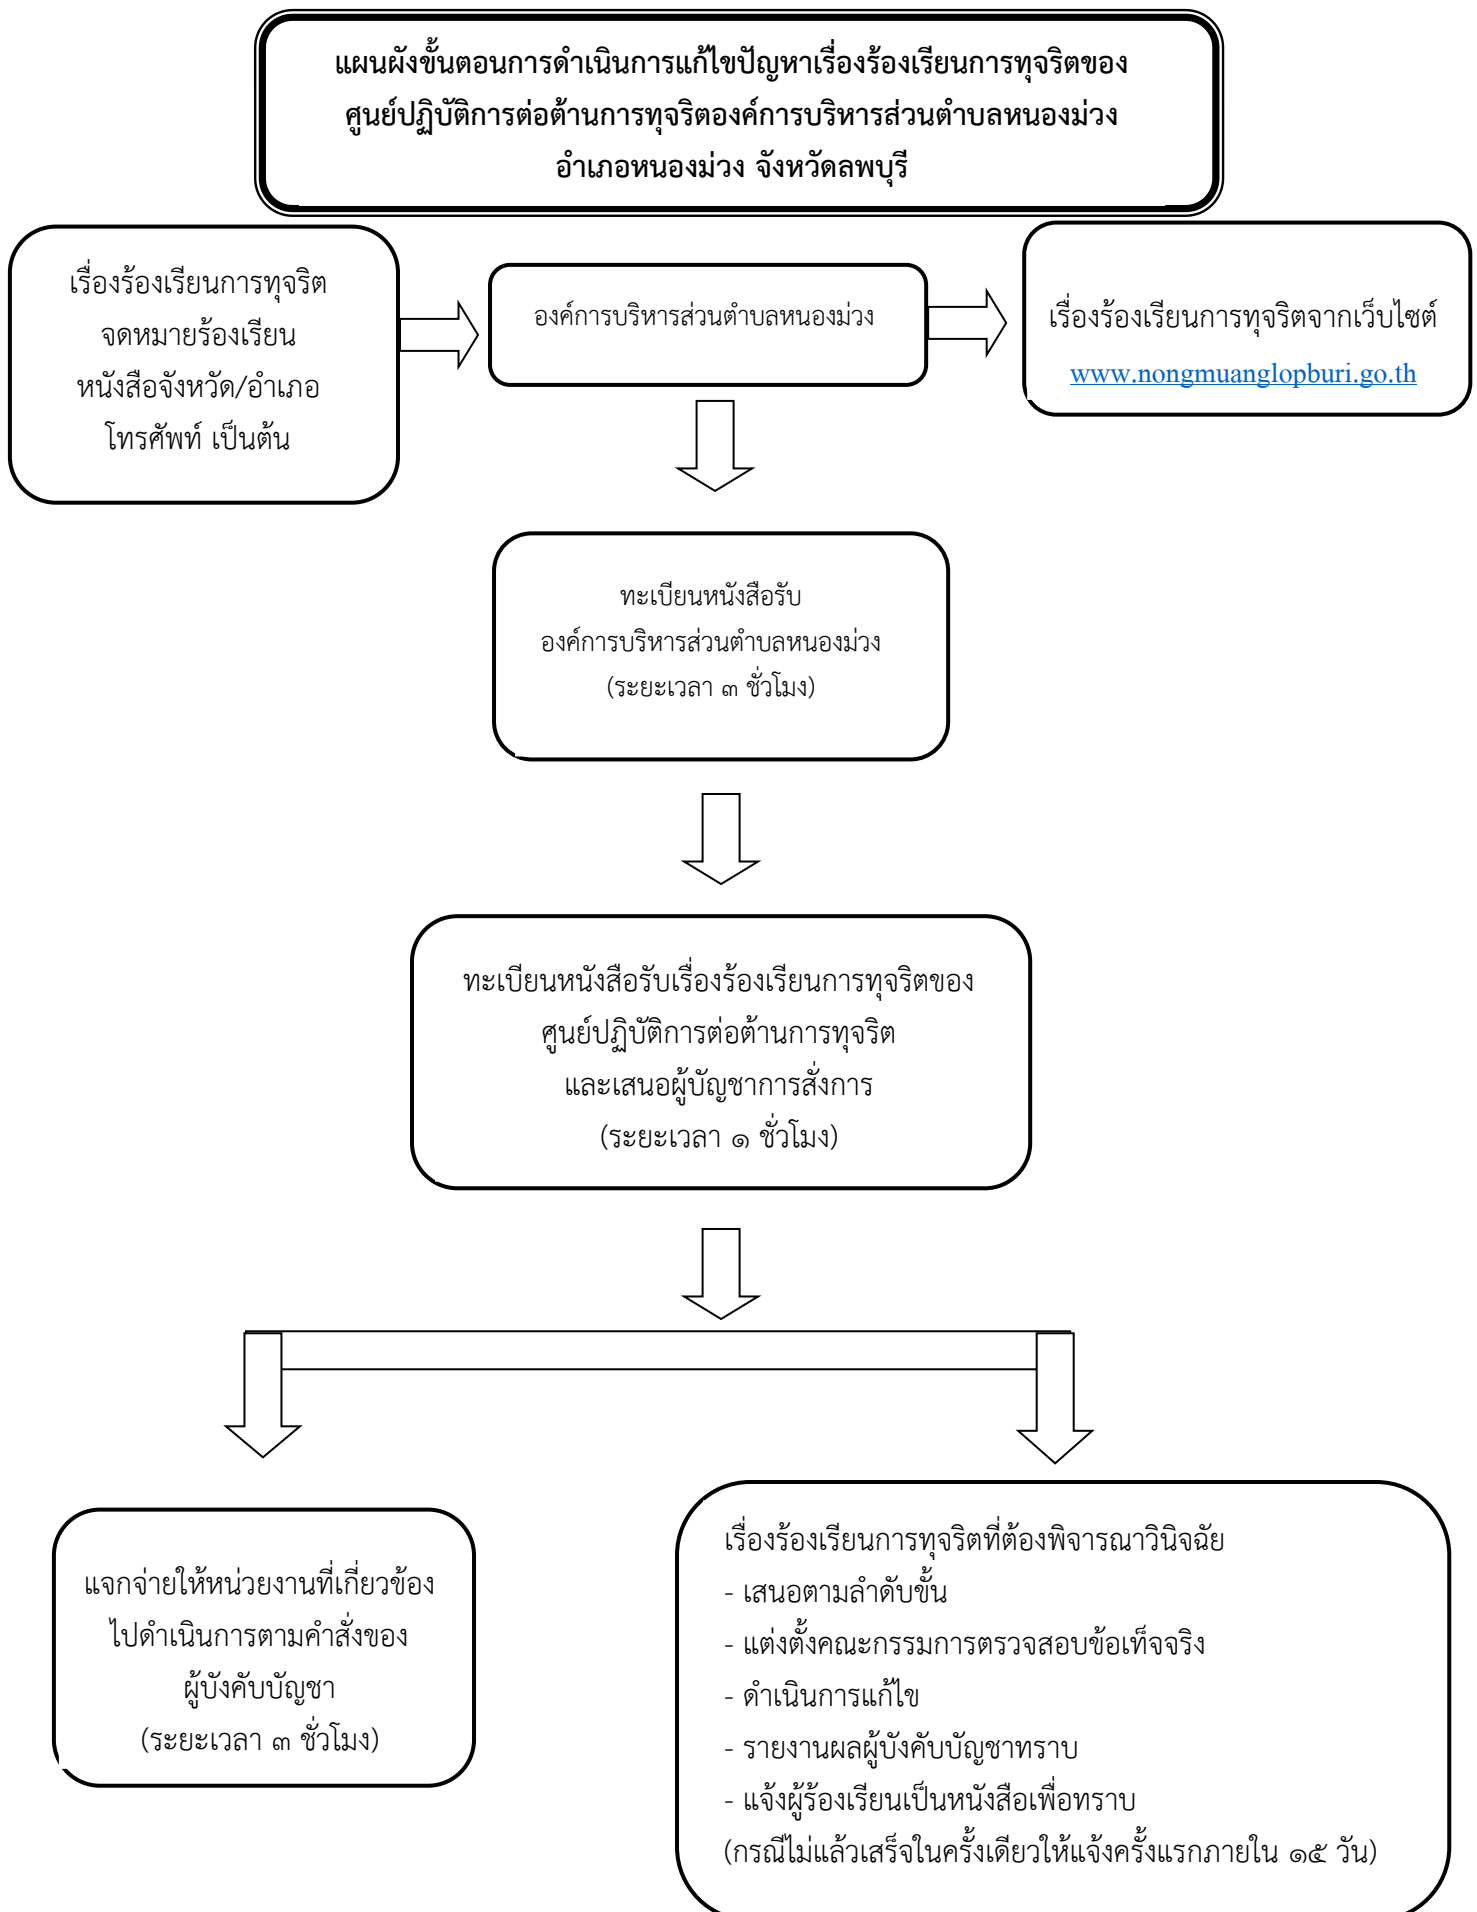 แผนผังขั้นตอนการดำเนินการแก้ไขปัญหาเรื่องร้องเรียนการทุจริตของ
ศูนย์ปฏิบัติการต่อต้านการทุจริตองค์การบริหารส่วนตำบลหนองม่วง
อำเภอหนองม่วง จังหวัดลพบุรี
เรื่องร้องเรียนการทุจริต
จดหมายร้องเรียน
หนังสือจังหวัด/อำเภอ
โทรศัพท์ เป็นต้น
องค์การบริหารส่วนตำบลหนองม่วง
เรื่องร้องเรียนการทุจริตจากเว็บไซต์
www.nongmuanglopburi.go.th
ทะเบียนหนังสือรับ
องค์การบริหารส่วนตำบลหนองม่วง
(ระยะเวลา ๓ ชั่วโมง)
ทะเบียนหนังสือรับเรื่องร้องเรียนการทุจริตของ
ศูนย์ปฏิบัติการต่อต้านการทุจริต
และเสนอผู้บัญชาการสั่งการ
(ระยะเวลา ๑ ชั่วโมง)
แจกจ่ายให้หน่วยงานที่เกี่ยวข้อง
ไปดำเนินการตามคำสั่งของ
ผู้บังคับบัญชา
(ระยะเวลา ๓ ชั่วโมง)
เรื่องร้องเรียนการทุจริตที่ต้องพิจารณาวินิจฉัย
- เสนอตามลำดับขั้น
- แต่งตั้งคณะกรรมการตรวจสอบข้อเท็จจริง
- ดำเนินการแก้ไข
- รายงานผลผู้บังคับบัญชาทราบ
- แจ้งผู้ร้องเรียนเป็นหนังสือเพื่อทราบ
(กรณีไม่แล้วเสร็จในครั้งเดียวให้แจ้งครั้งแรกภายใน ๑๕ วัน)